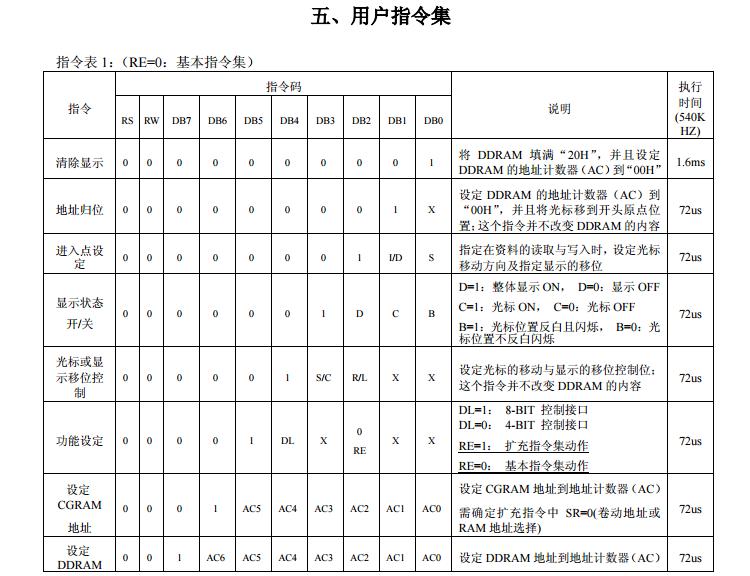 五、用户指令集
指令表 1：（RE=0：基本指令集）
指令
指令码
说明
执行
时间
(540K
HZ)
RS RW DB7 DB6 DB5 DB4 DB3 DB2 DB1 DB0
清除显示 0 0 0 0 0 0 0 0 0 1
将 DDRAM 填满“20H”，并且设定
DDRAM的地址计数器（AC）到“00H”
1.6ms
地址归位 0 0 0 0 0 0 0 0 1 X
设定 DDRAM 的地址计数器（AC）到
“00H”，并且将光标移到开头原点位
置；这个指令并不改变DDRAM的内容
72us
进入点设
定
0 0 0 0 0 0 0 1 I/D S
指定在资料的读取与写入时，设定光标
移动方向及指定显示的移位
72us
显示状态
开/关
0 0 0 0 0 0 1 D C B
D=1：整体显示 ON， D=0：显示 OFF
C=1：光标 ON， C=0：光标 OFF
B=1：光标位置反白且闪烁， B=0：光
标位置不反白闪烁
72us
光标或显
示移位控
制
0 0 0 0 0 1 S/C R/L X X
设定光标的移动与显示的移位控制位；
这个指令并不改变DDRAM的内容
72us
功能设定 0 0 0 0 1 DL X 0 X X
RE
DL=1： 8-BIT 控制接口
DL=0： 4-BIT 控制接口
RE=1： 扩充指令集动作
RE=0： 基本指令集动作
72us
设定
CGRAM
地址
0 0 0 1 AC5 AC4 AC3 AC2 AC1 AC0
设定 CGRAM 地址到地址计数器（AC）
需确定扩充指令中 SR=0(卷动地址或
RAM 地址选择)
72us
设定
DDRAM
0 0 1 AC6 AC5 AC4 AC3 AC2 AC1 AC0
设定 DDRAM 地址到地址计数器（AC）
72us